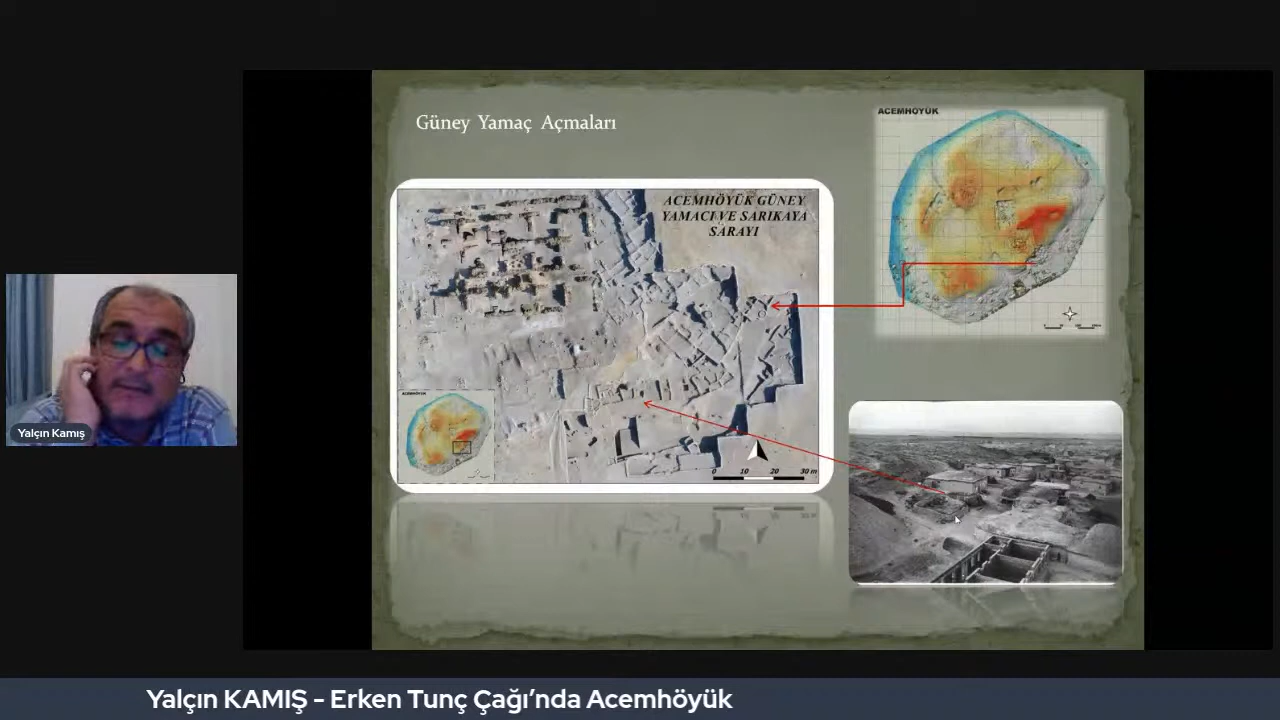 Güney Yamaç Açmaları
ACEMHÖYÜK
ACEMHÖYÜK GÜNEY
YAMACI VE SARIKAYA
SARAYI
ACEMHÖYÜK
0 10 20 30 m
Yalçın Kamış
Yalçın KAMIŞ - Erken Tunç Çağı’nda Acemhöyük